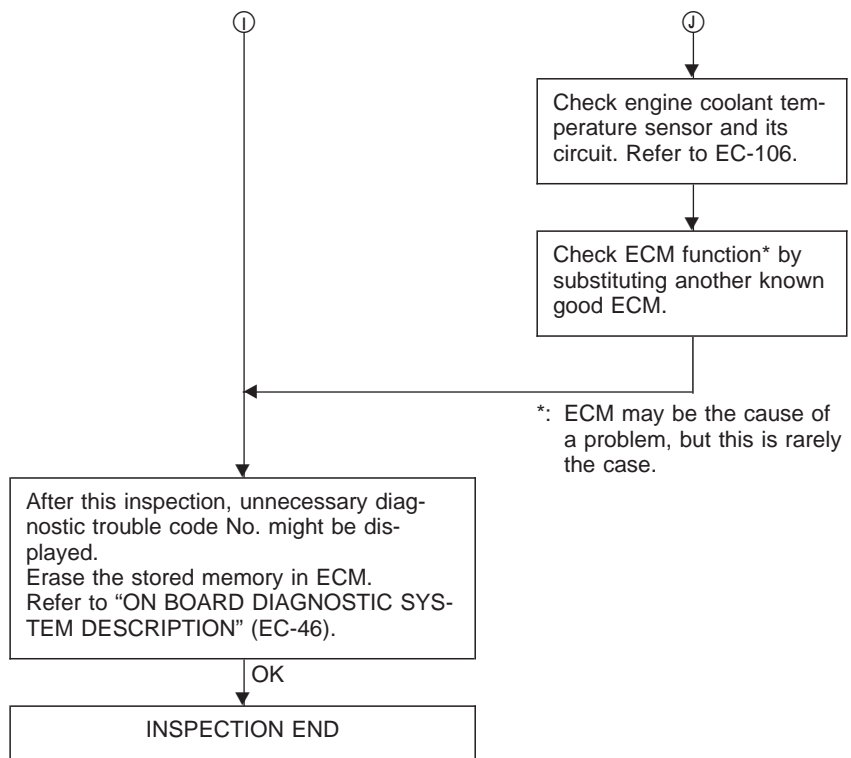 I
J
Check engine coolant tem-
perature sensor and its
circuit. Refer to EC-106.
Check ECM function* by
substituting another known
good ECM.
*: ECM may be the cause of
a problem, but this is rarely
the case.
After this inspection, unnecessary diag-
nostic trouble code No. might be dis-
played.
Erase the stored memory in ECM.
Refer to “ON BOARD DIAGNOSTIC SYS-
TEM DESCRIPTION” (EC-46).
OK
INSPECTION END